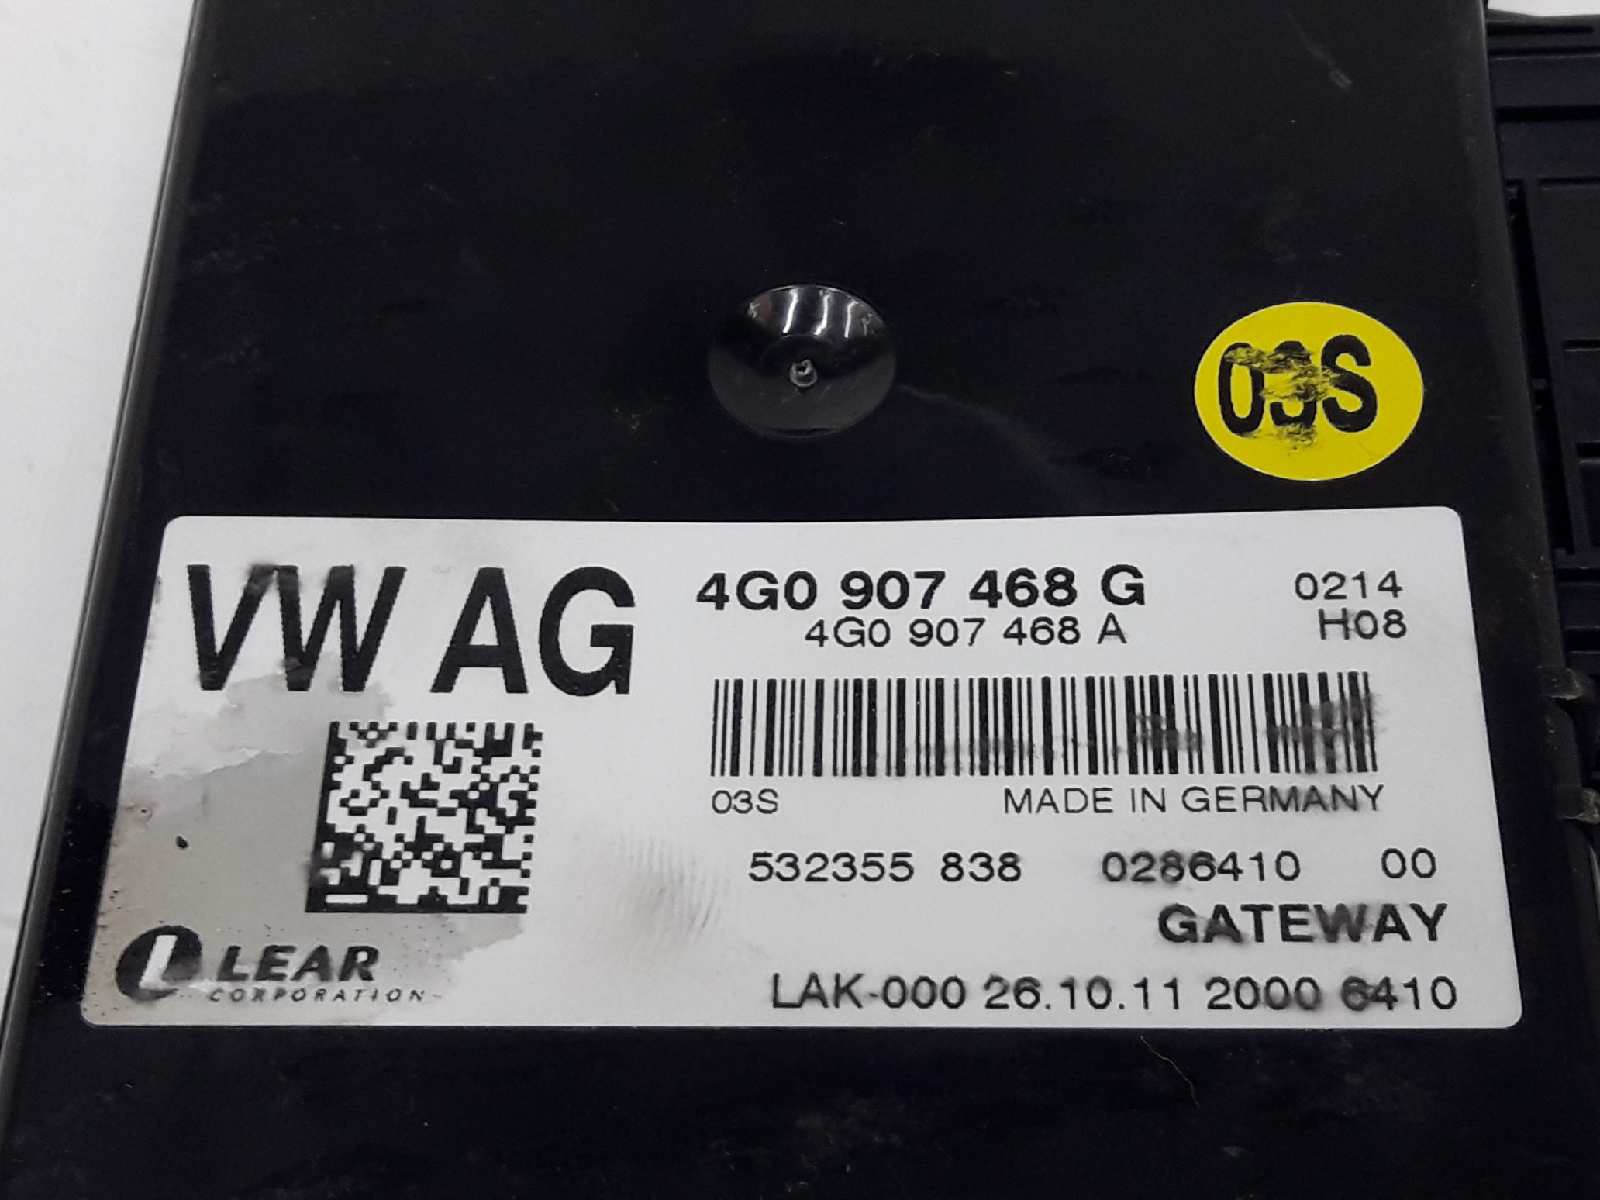 03S
VW AG
4G0 907 468 G 0214
4G0 907 468 A H08
03S MADE IN GERMANY
532355 838 0286410 00
GATEWAY
L LEAR
CORPORATION
LAK-000 26.10.11 2000 6410